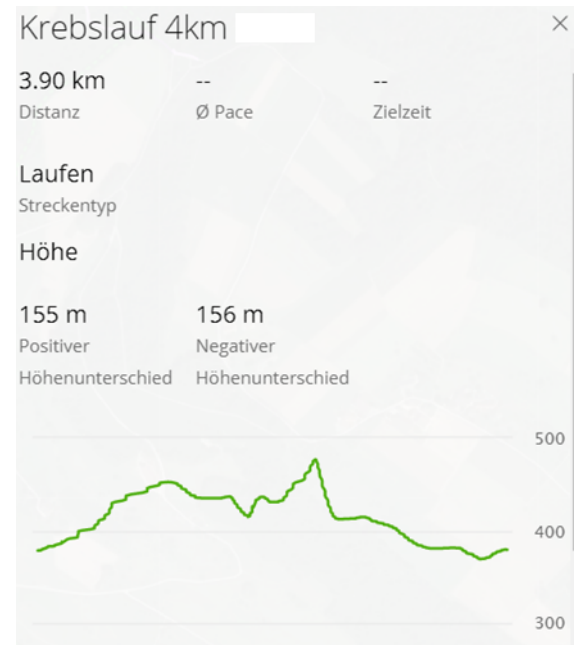 Krebslauf 4km
×
3.90 km -- --
Distanz Ø Pace Zielzeit
Laufen
Streckentyp
Höhe
155 m 156 m
Positiver Negativer
Höhenunterschied Höhenunterschied
500
400
300